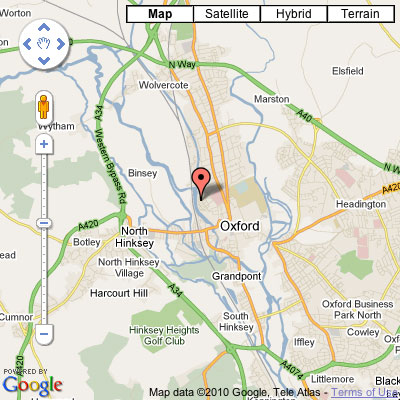 Worton
Map
Satellite
Hybrid
Terrain
N Way
Wolvercote
Elsfield
Marston
A34
A40
Wytham
Western Bypass Rd
N Way
Binsey
A420
Headington
A420
North
Hinksey
Oxford
Botley
North Hinksey
Village
Grandpont
Harcourt Hill
A34
Cumnor
South
Hinksey
Oxford Business
Park North
Hinksey Heights
Golf Club
Cowley
Iffley
A420
A4074
Littlemore
POWERED BY
Google
Map data ©2010 Google, Tele Atlas - Terms of Use